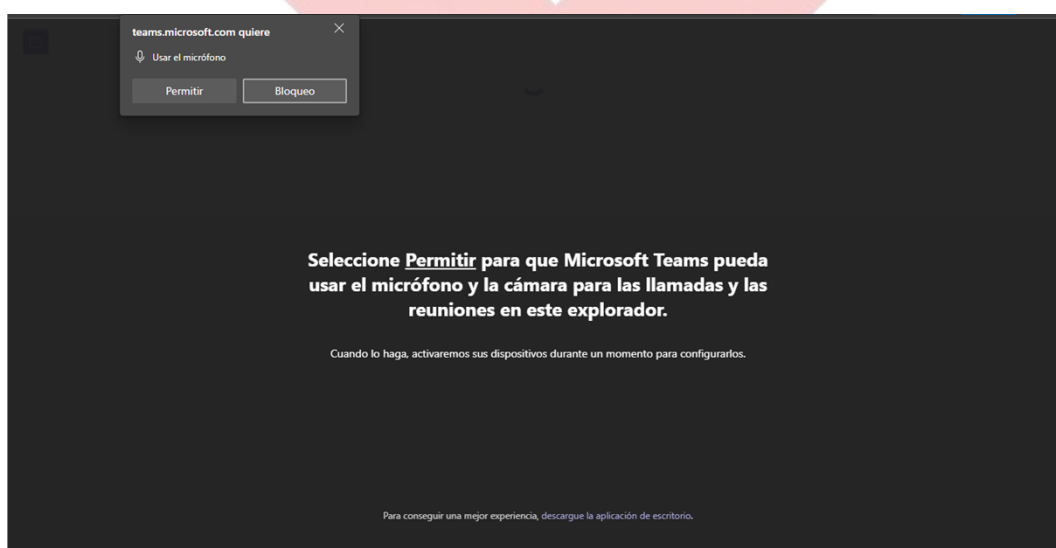 teams.microsoft.com quiere
Usar el micrófono
Permitir Bloqueo
Seleccione Permitir para que Microsoft Teams pueda
usar el micrófono y la cámara para las llamadas y las
reuniones en este explorador.
Cuando lo haga, activaremos sus dispositivos durante un momento para configurarlos.
Para conseguir una mejor experiencia, descargue la aplicación de escritorio.